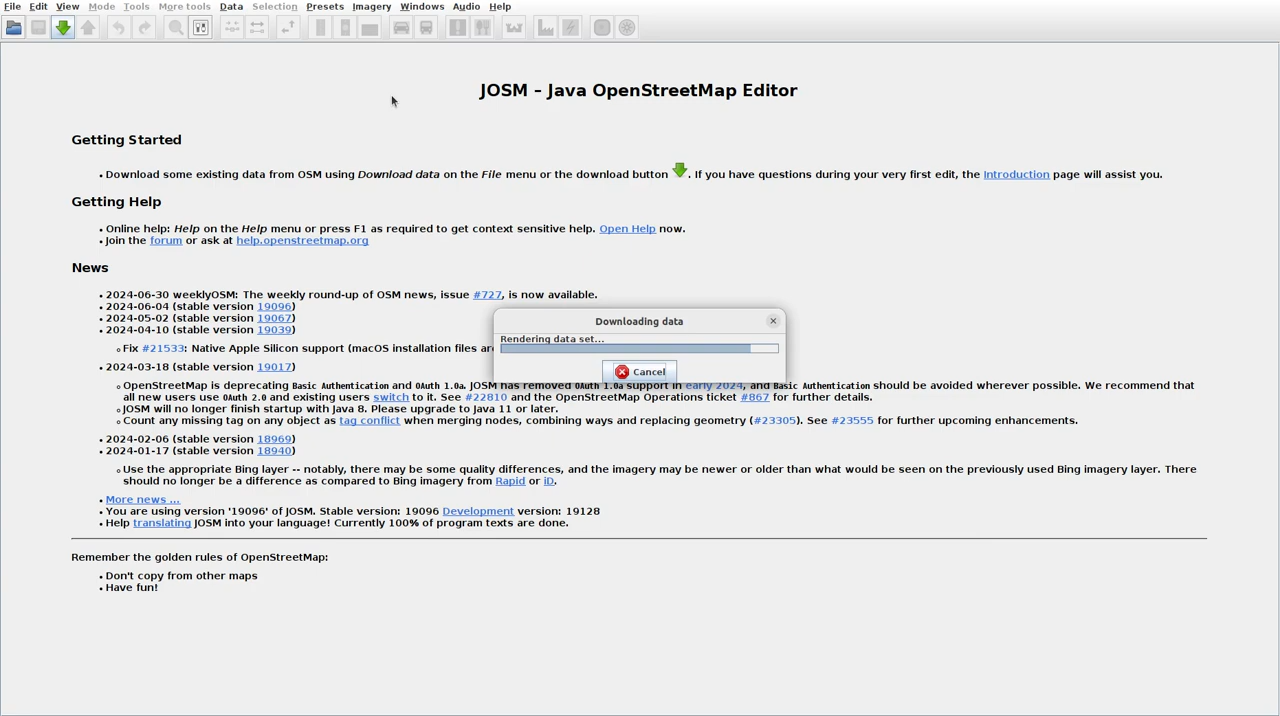 File Edit View Mode Tools More tools Data Selection Presets Imagery Windows Audio Help
JOSM – Java OpenStreetMap Editor
Getting Started
Download some existing data from OSM using Download data on the File menu or the download button . If you have questions during your very first edit, the Introduction page will assist you.
Getting Help
Online help: Help on the Help menu or press F1 as required to get context sensitive help. Open Help now.
Join the forum or ask at help.openstreetmap.org
News
2024-06-30 weeklyOSM: The weekly round-up of OSM news, issue #727, is now available.
2024-06-04 (stable version 19096)
2024-05-02 (stable version 19067)
2024-04-10 (stable version 19039)
Fix #21533: Native Apple Silicon support (macOS installation files are
Downloading data
Rendering data set...
Cancel
2024-03-18 (stable version 19017)
OpenStreetMap is deprecating Basic Authentication and OAuth 1.0a. JOSM has removed OAuth 1.0a support in early 2024, and Basic Authentication should be avoided wherever possible. We recommend that
all new users use OAuth 2.0 and existing users switch to it. See #22810 and the OpenStreetMap Operations ticket #867 for further details.
JOSM will no longer finish startup with Java 8. Please upgrade to Java 11 or later.
Count any missing tag on any object as tag conflict when merging nodes, combining ways and replacing geometry (#23305). See #23555 for further upcoming enhancements.
2024-02-06 (stable version 18969)
2024-01-17 (stable version 18940)
Use the appropriate Bing layer -- notably, there may be some quality differences, and the imagery may be newer or older than what would be seen on the previously used Bing imagery layer. There
should no longer be a difference as compared to Bing imagery from Rapid or iD.
More news ...
You are using version '19096' of JOSM. Stable version: 19096 Development version: 19128
Help translating JOSM into your language! Currently 100% of program texts are done.
Remember the golden rules of OpenStreetMap:
Don't copy from other maps
Have fun!